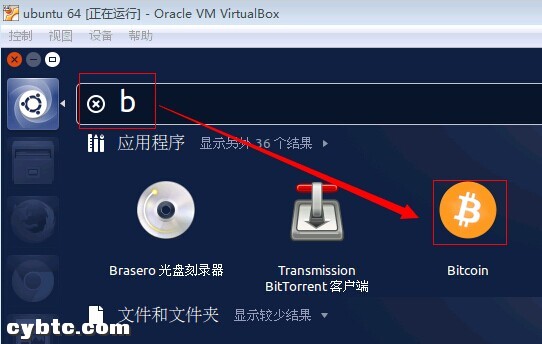 ubuntu 64 [正在运行] - Oracle VM VirtualBox
控制 视图 设备 帮助
b
应用程序 显示另外 36 个结果
Brasero 光盘刻录器
Transmission
BitTorrent 客户端
Bitcoin
文件和文件夹 显示较少结果
cybtc.com